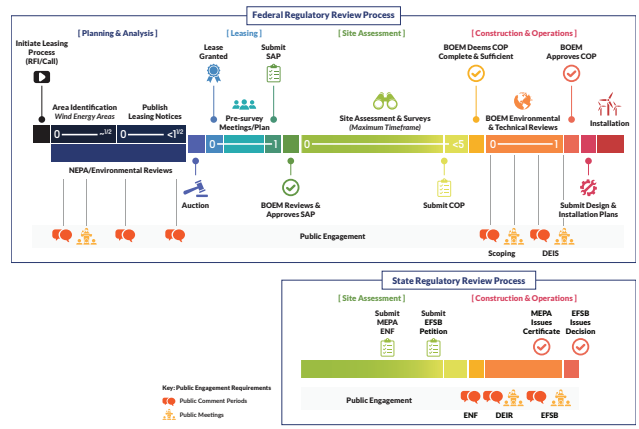 Federal Regulatory Review Process
[ Planning & Analysis ]
[ Leasing ]
[ Site Assessment ]
[ Construction & Operations ]
Initiate Leasing
Process
(RFI/Call)
Lease
Granted
Submit
SAP
BOEM Deems COP
Complete & Sufficient
BOEM
Approves COP
Area Identification
Wind Energy Areas
Publish
Leasing Notices
Pre-survey
Meetings/Plan
Site Assessment & Surveys
(Maximum Timeframe)
BOEM Environmental
& Technical Reviews
Installation
0 ~1/2
0 <1 1/2
0 1
0 <5
0 1
NEPA/Environmental Reviews
Auction
BOEM Reviews &
Approves SAP
Submit COP
Submit Design &
Installation Plans
Public Engagement
Scoping
DEIS
State Regulatory Review Process
[ Site Assessment ]
[ Construction & Operations ]
Submit
MEPA
ENF
Submit
EFSB
Petition
MEPA
Issues
Certificate
EFSB
Issues
Decision
Public Engagement
ENF
DEIR
EFSB
Key: Public Engagement Requirements
Public Comment Periods
Public Meetings